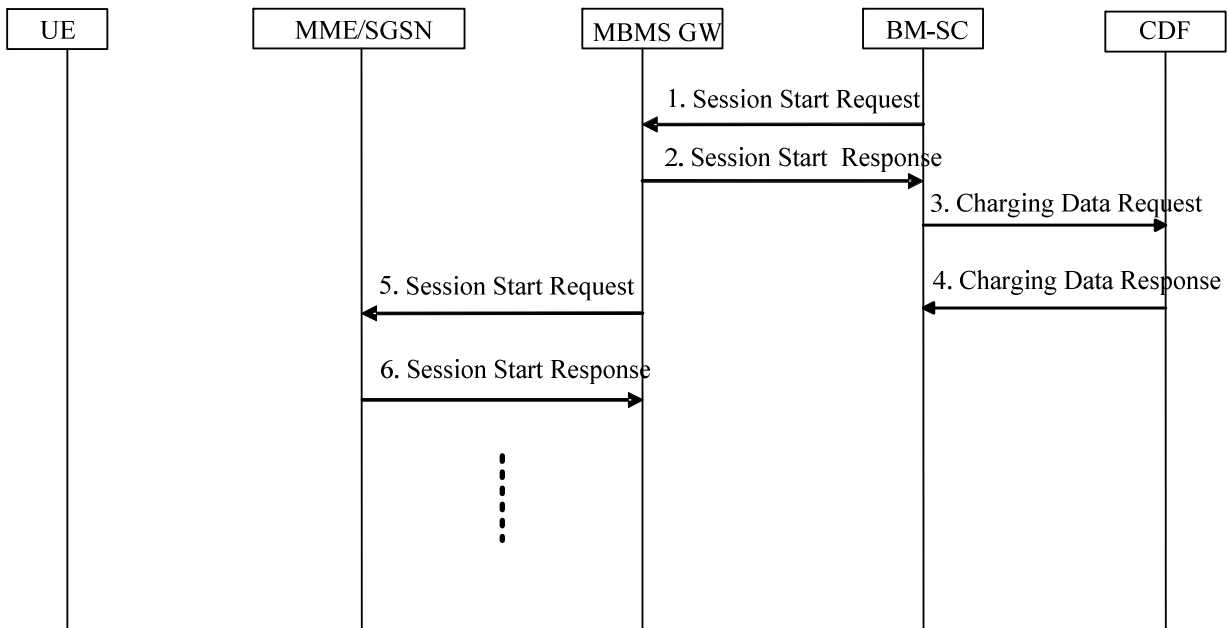 UE
MME/SGSN
MBMS GW
BM-SC
CDF
1. Session Start Request
2. Session Start Response
3. Charging Data Request
4. Charging Data Response
5. Session Start Request
6. Session Start Response